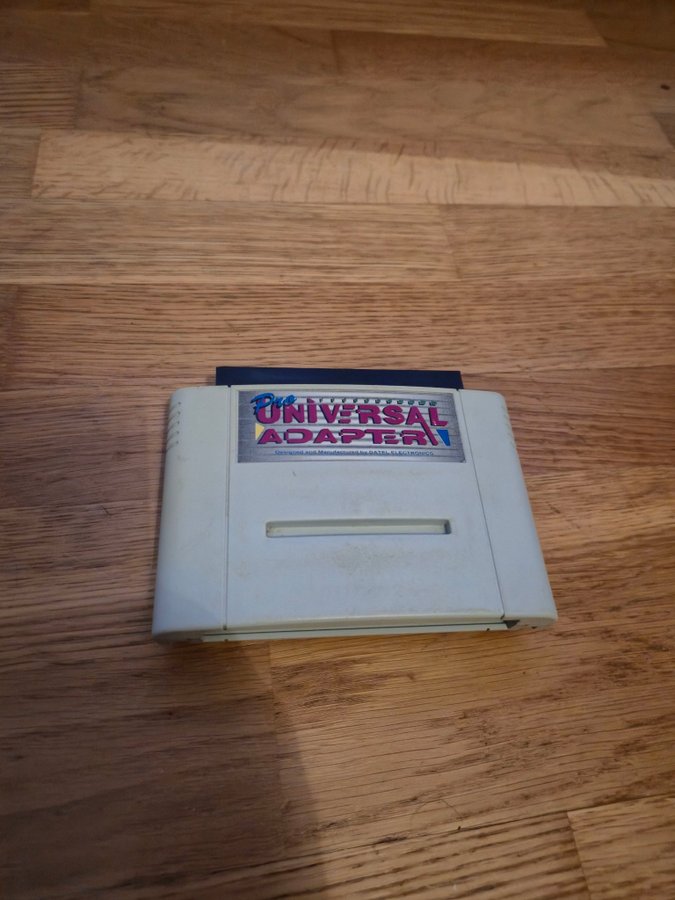 Pro
UNIVERSAL
ADAPTER
Designed and Manufactured by DATEL ELECTRONICS